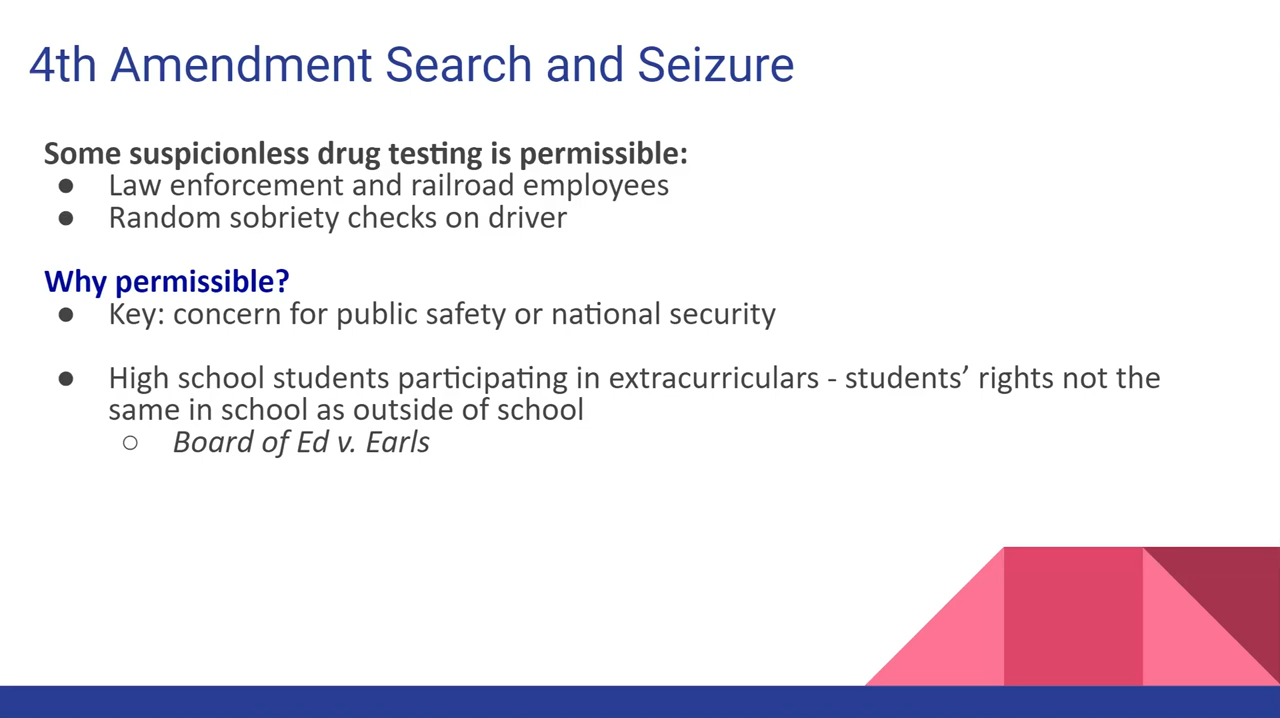 4th Amendment Search and Seizure
Some suspicionless drug testing is permissible:
● Law enforcement and railroad employees
● Random sobriety checks on driver
Why permissible?
● Key: concern for public safety or national security
● High school students participating in extracurriculars - students’ rights not the
same in school as outside of school
○ Board of Ed v. Earls